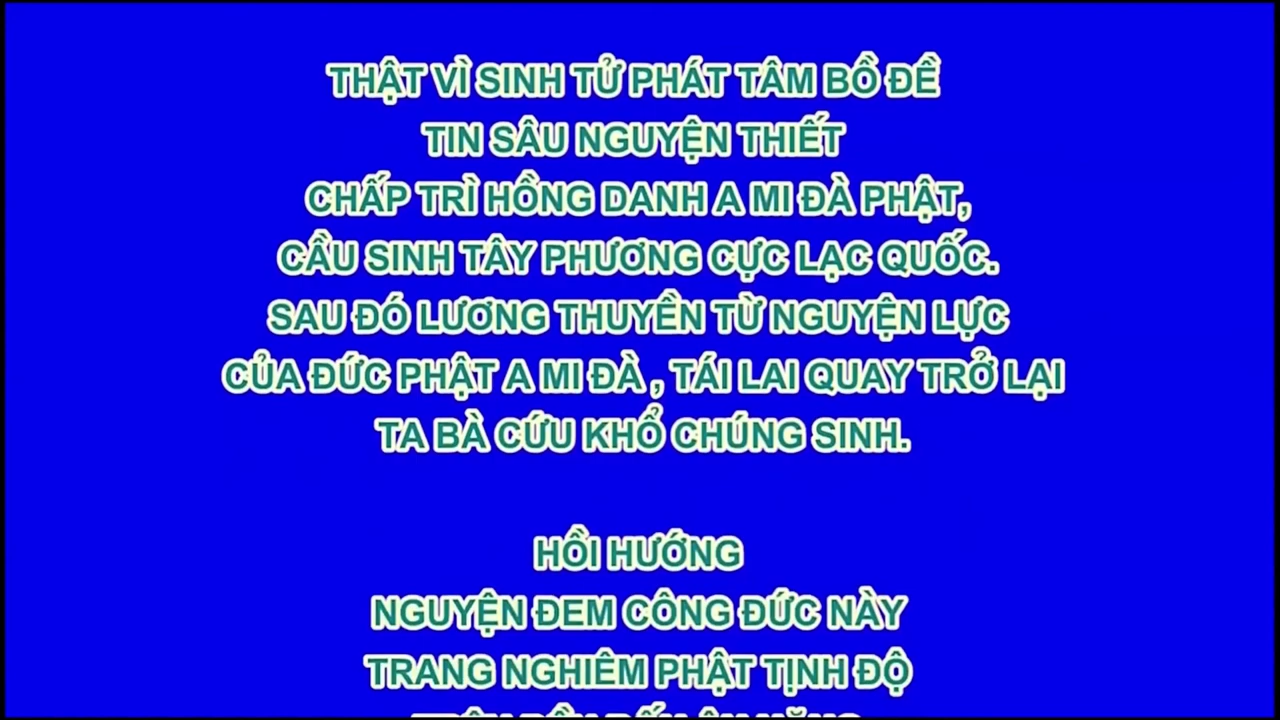 THẬT VÌ SINH TỬ PHÁT TÂM BỒ ĐỀ
TIN SÂU NGUYỆN THIẾT
CHẤP TRÌ HỒNG DANH A MI ĐÀ PHẬT,
CẦU SINH TÂY PHƯƠNG CỰC LẠC QUỐC.
SAU ĐÓ LƯƠNG THUYỀN TỪ NGUYỆN LỰC
CỦA ĐỨC PHẬT A MI ĐÀ , TÁI LAI QUAY TRỞ LẠI
TA BÀ CỨU KHỔ CHÚNG SINH.
HỒI HƯỚNG
NGUYỆN ĐEM CÔNG ĐỨC NÀY
TRANG NGHIÊM PHẬT TỊNH ĐỘ